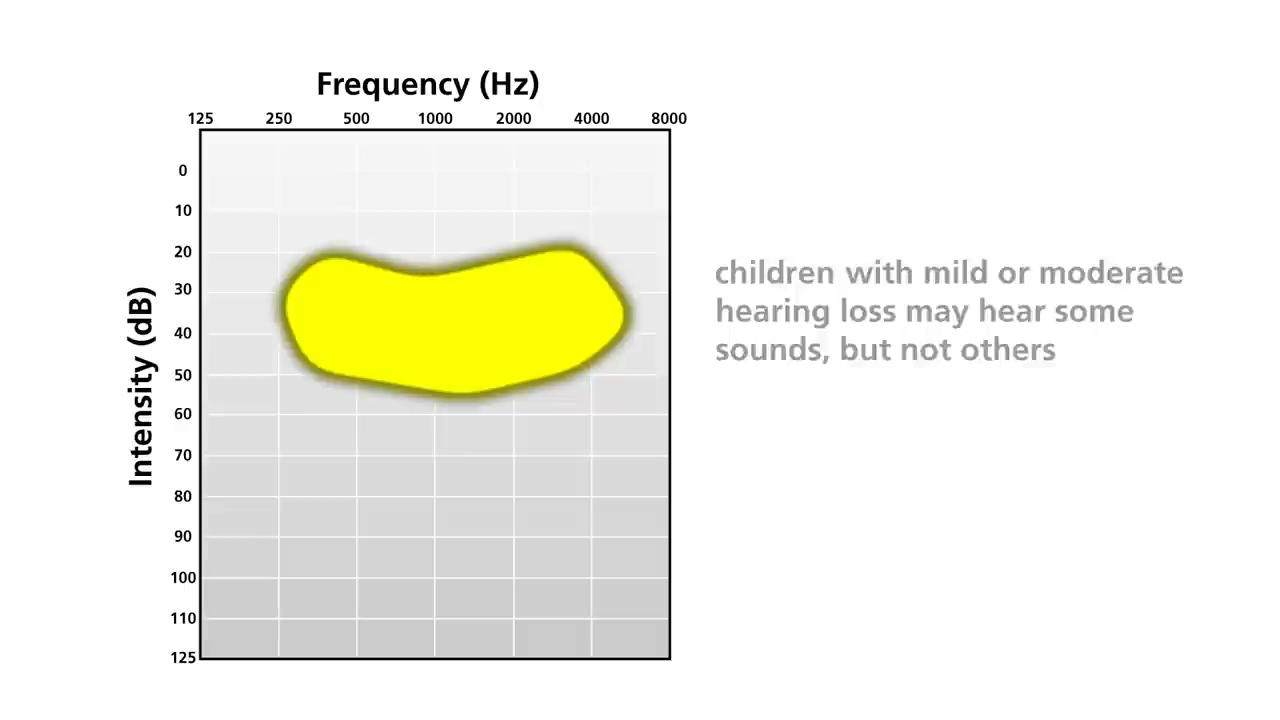 Frequency (Hz)
125 250 500 1000 2000 4000 8000
0
10
20
30
40
50
60
70
80
90
100
110
125
Intensity (dB)
children with mild or moderate
hearing loss may hear some
sounds, but not others